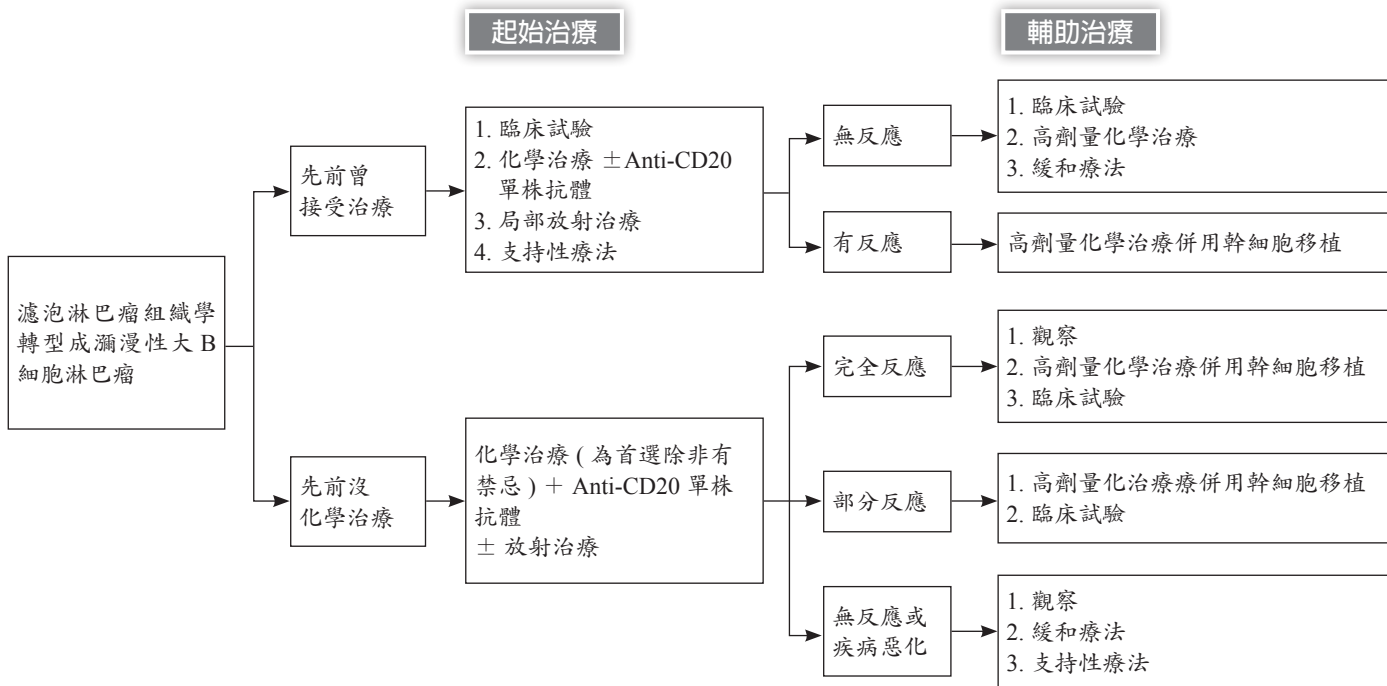 起始治療
輔助治療
濾泡淋巴瘤組織學
轉型成瀰漫性大 B
細胞淋巴瘤
先前曾
接受治療
1. 臨床試驗
2. 化學治療 ±Anti-CD20
單株抗體
3. 局部放射治療
4. 支持性療法
無反應
1. 臨床試驗
2. 高劑量化學治療
3. 緩和療法
有反應
高劑量化學治療併用幹細胞移植
先前沒
化學治療
化學治療 ( 為首選除非有
禁忌 ) + Anti-CD20 單株
抗體
± 放射治療
完全反應
1. 觀察
2. 高劑量化學治療併用幹細胞移植
3. 臨床試驗
部分反應
1. 高劑量化治療療併用幹細胞移植
2. 臨床試驗
無反應或
疾病惡化
1. 觀察
2. 緩和療法
3. 支持性療法